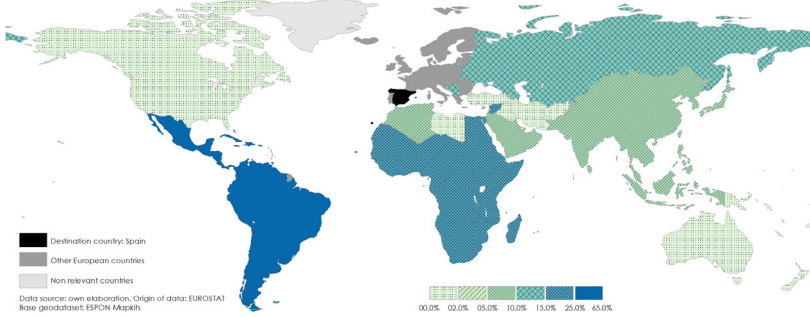 Destination country: Spain
Other European countries
Non relevant countries
Data source: own elaboration, Origin of data: EUROSTAT
Base geodataset: ESPON Mapkits
00.0% 02.0% 05.0% 10.0% 15.0% 25.0% 65.0%